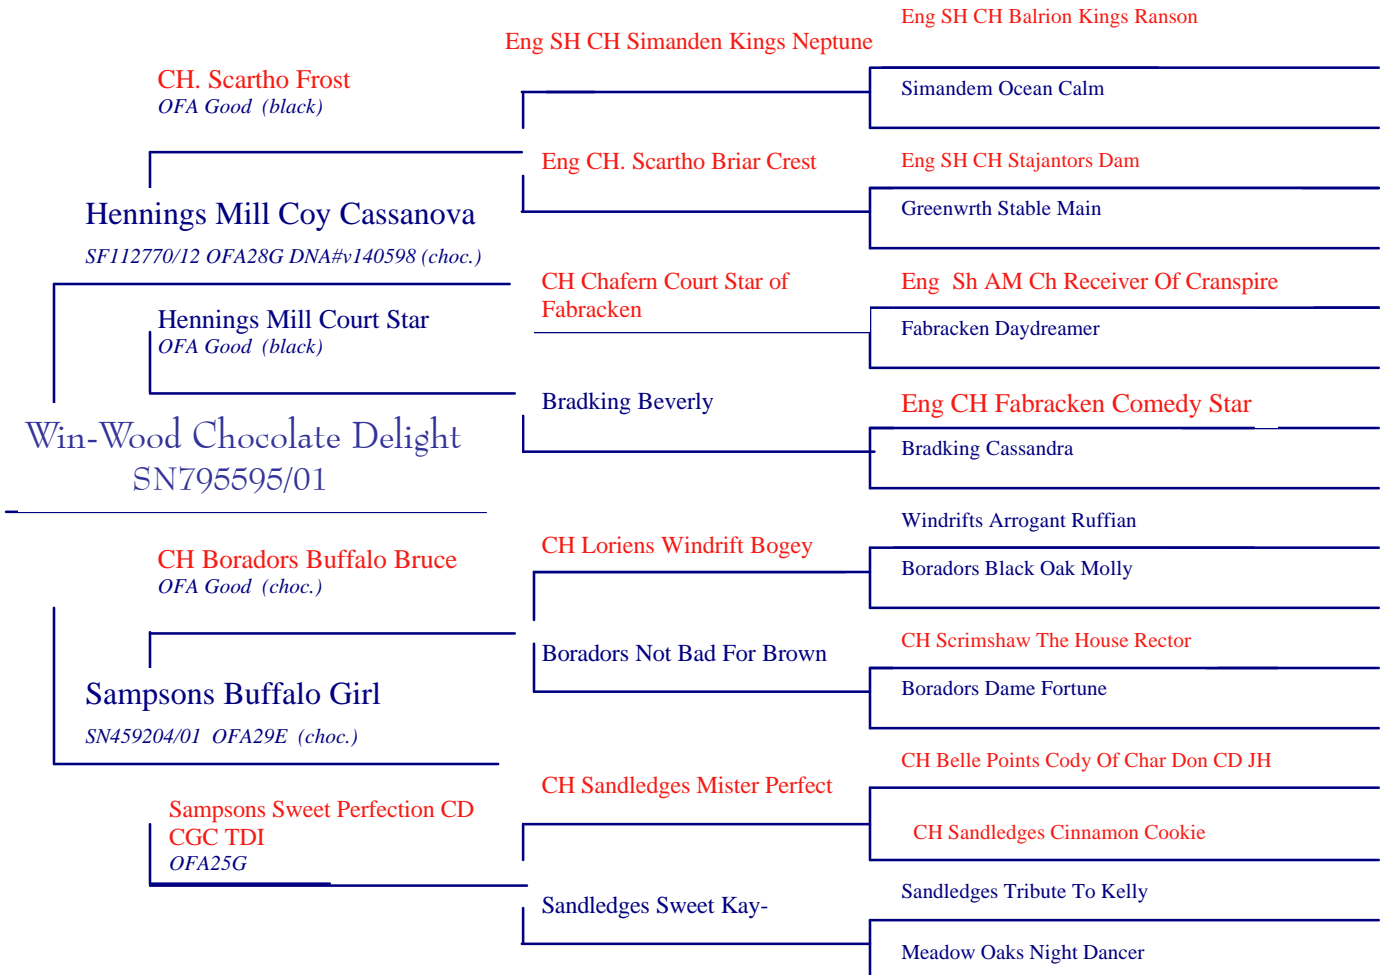 Eng SH CH Balrion Kings Ranson
Eng SH CH Simanden Kings Neptune
CH. Scartho Frost
OFA Good (black)
Simandem Ocean Calm
Eng CH. Scartho Briar Crest
Eng SH CH Stajantors Dam
Hennings Mill Coy Cassanova
Greenwrth Stable Main
SF112770/12 OFA28G DNA#v140598 (choc.)
CH Chafern Court Star of
Fabracken
Eng Sh AM Ch Receiver Of Cranspire
Hennings Mill Court Star
OFA Good (black)
Fabracken Daydreamer
Bradking Beverly
Eng CH Fabracken Comedy Star
Win-Wood Chocolate Delight
SN795595/01
Bradking Cassandra
Windrifts Arrogant Ruffian
CH Boradors Buffalo Bruce
OFA Good (choc.)
CH Loriens Windrift Bogey
Boradors Black Oak Molly
Boradors Not Bad For Brown
CH Scrimshaw The House Rector
Sampsons Buffalo Girl
Boradors Dame Fortune
SN459204/01 OFA29E (choc.)
CH Belle Points Cody Of Char Don CD JH
CH Sandledges Mister Perfect
Sampsons Sweet Perfection CD
CGC TDI
OFA25G
CH Sandledges Cinnamon Cookie
Sandledges Sweet Kay-
Sandledges Tribute To Kelly
Meadow Oaks Night Dancer